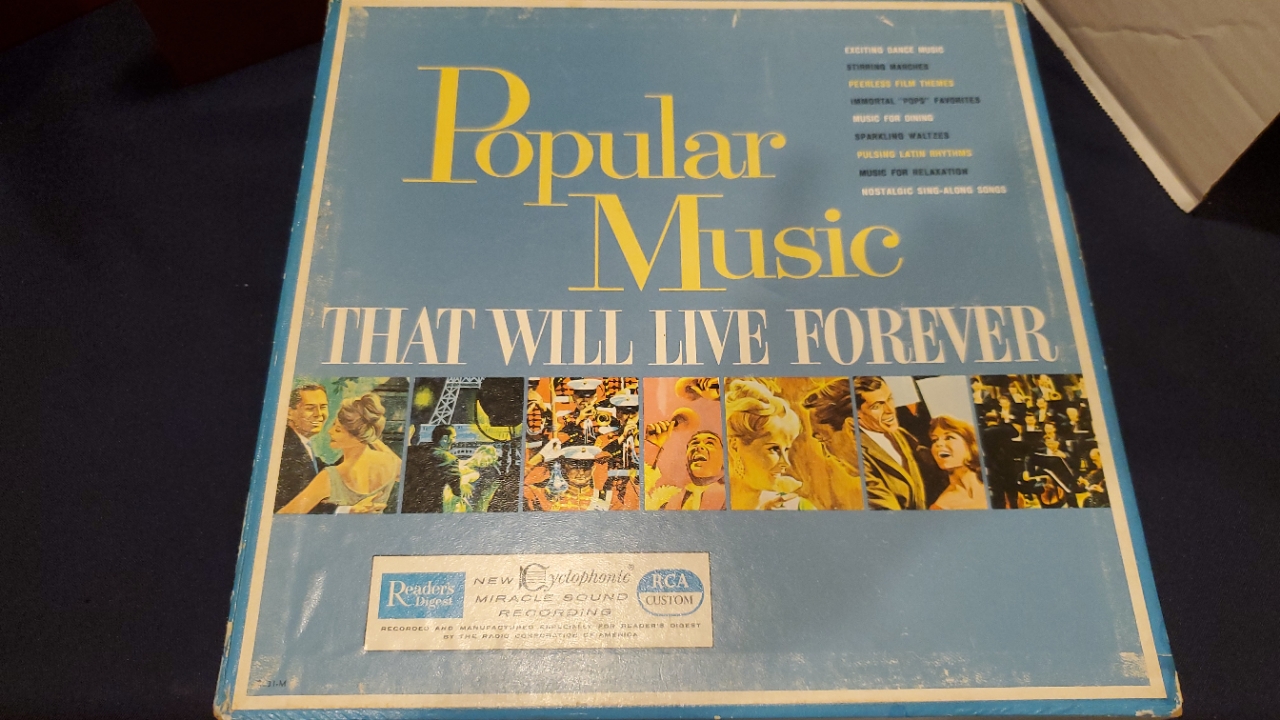 EXCITING DANCE MUSIC
STIRRING MARCHES
PEERLESS FILM THEMES
IMMORTAL "POPS" FAVORITES
MUSIC FOR DINING
SPARKLING WALTZES
PULSING LATIN RHYTHMS
MUSIC FOR RELAXATION
NOSTALGIC SING-ALONG SONGS
Popular
Music
THAT WILL LIVE FOREVER
Reader's
Digest
NEW Cyclophonic®
MIRACLE SOUND
RECORDING
RCA
CUSTOM
RECORDED AND MANUFACTURED ESPECIALLY FOR READER'S DIGEST
BY THE RADIO CORPORATION OF AMERICA